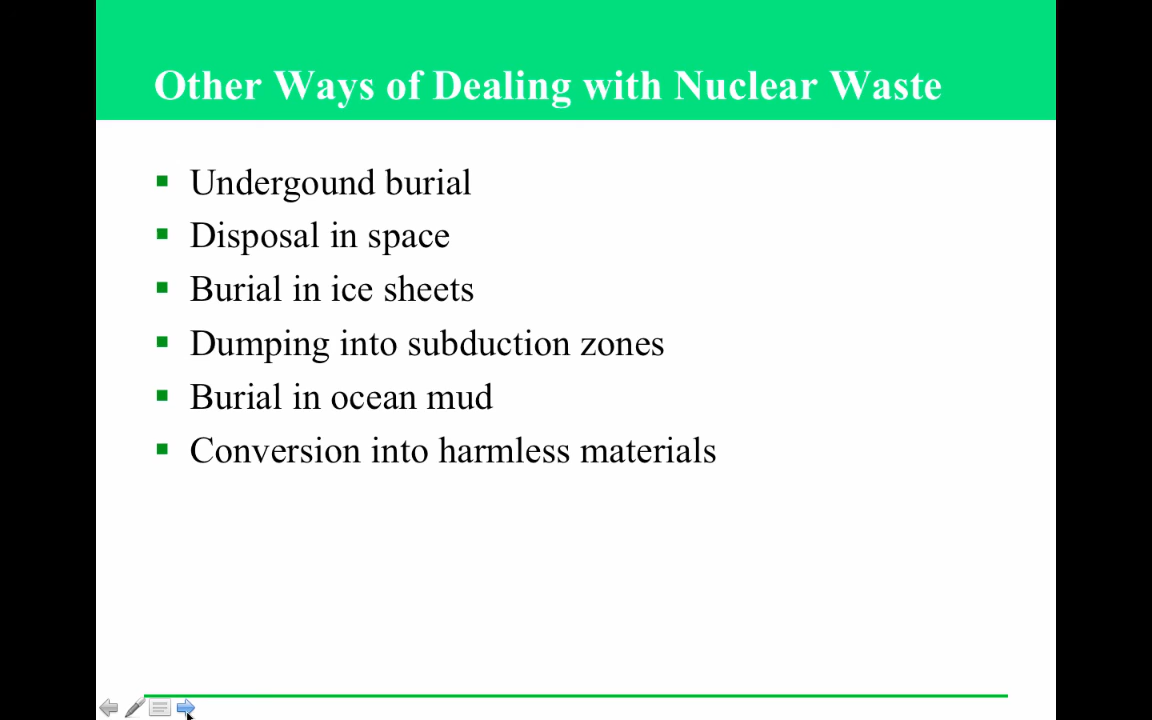 Other Ways of Dealing with Nuclear Waste
Undergound burial
Disposal in space
Burial in ice sheets
Dumping into subduction zones
Burial in ocean mud
Conversion into harmless materials